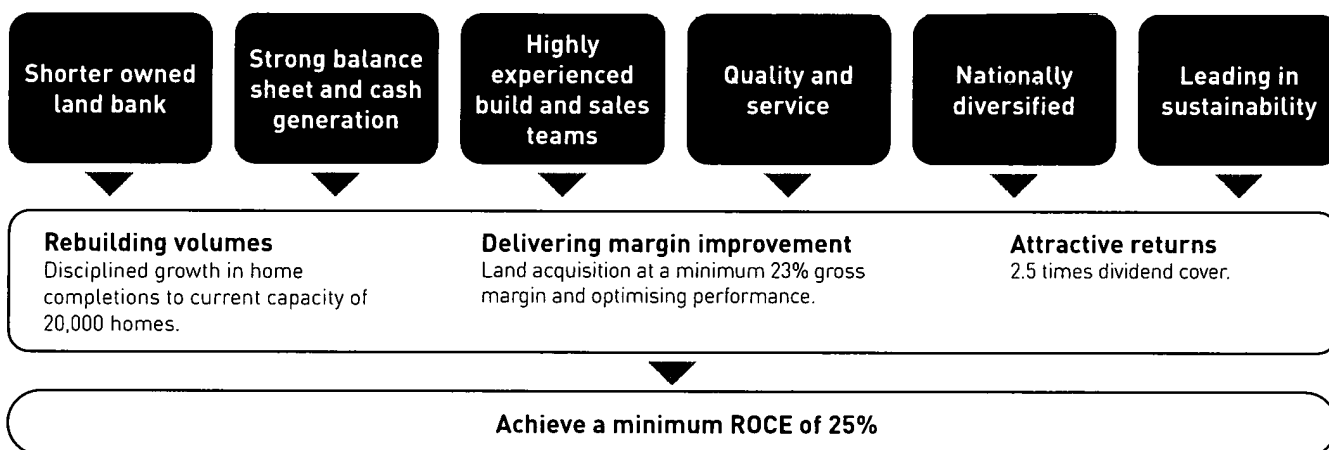 Shorter owned
land bank
Strong balance
sheet and cash
generation
Highly
experienced
build and sales
teams
Quality and
service
Nationally
diversified
Leading in
sustainability
Rebuilding volumes
Disciplined growth in home
completions to current capacity of
20,000 homes.
Delivering margin improvement
Land acquisition at a minimum 23% gross
margin and optimising performance.
Attractive returns
2.5 times dividend cover.
Achieve a minimum ROCE of 25%